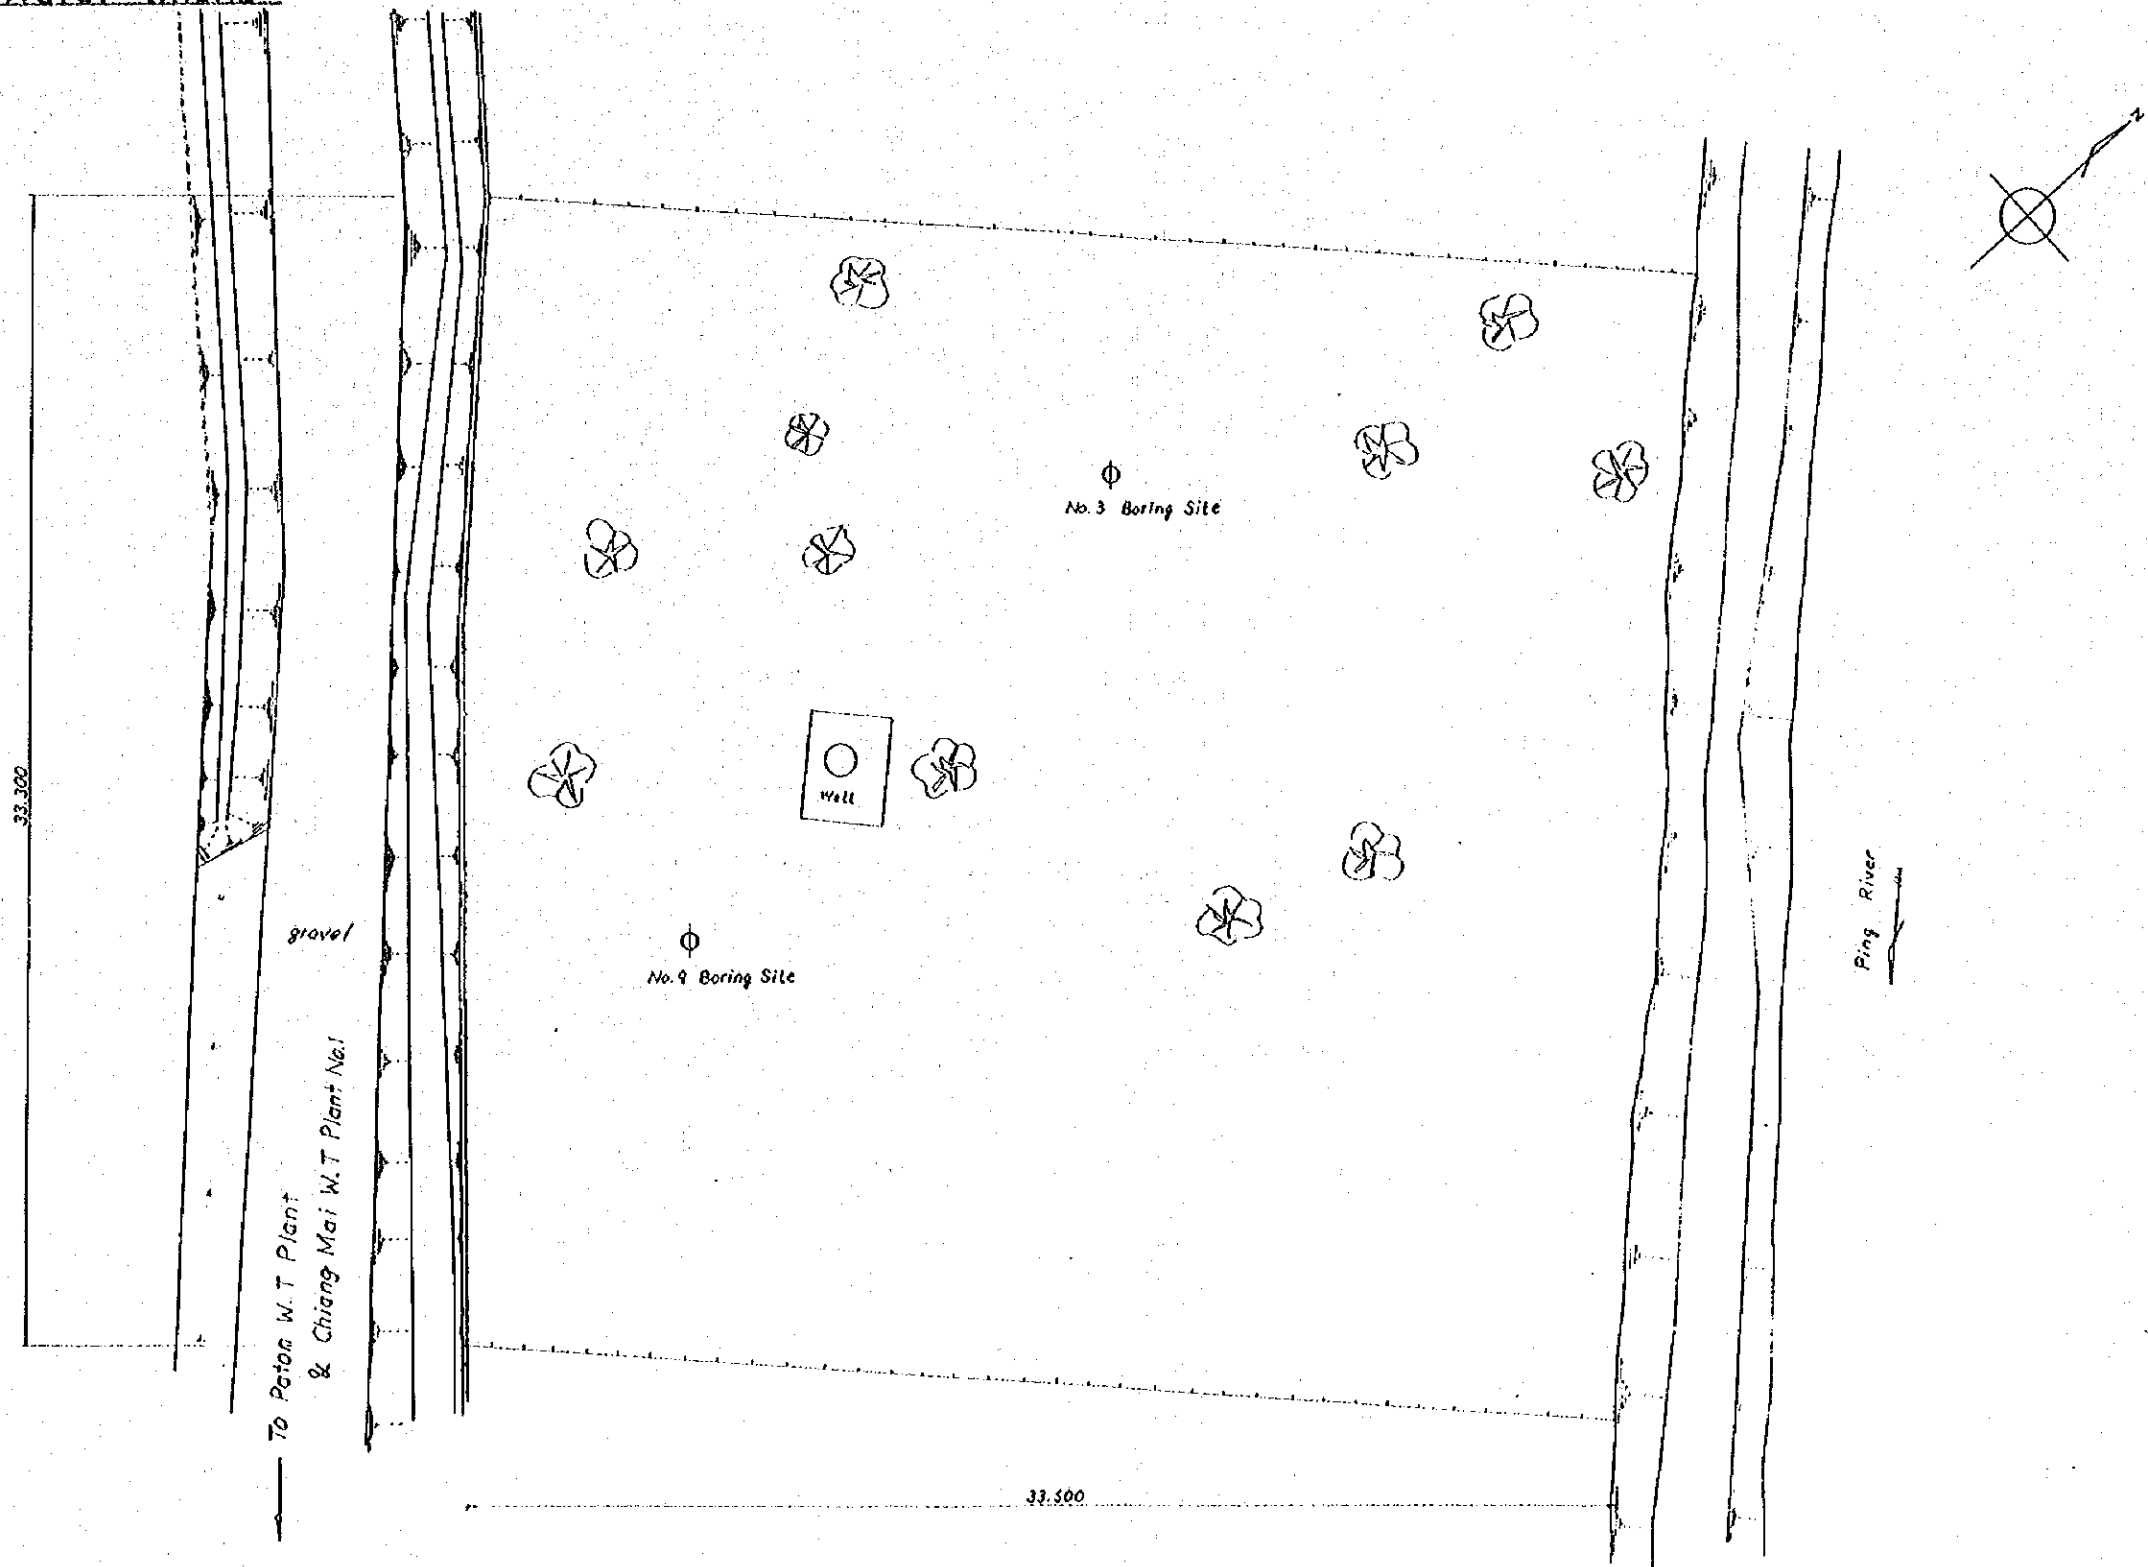 N
No.3 Boring Site
33.300
Well
gravel
Ping River
No.9 Boring Site
To Paton W.T Plant
& Chiang Mai W.T Plant No.1
33.500